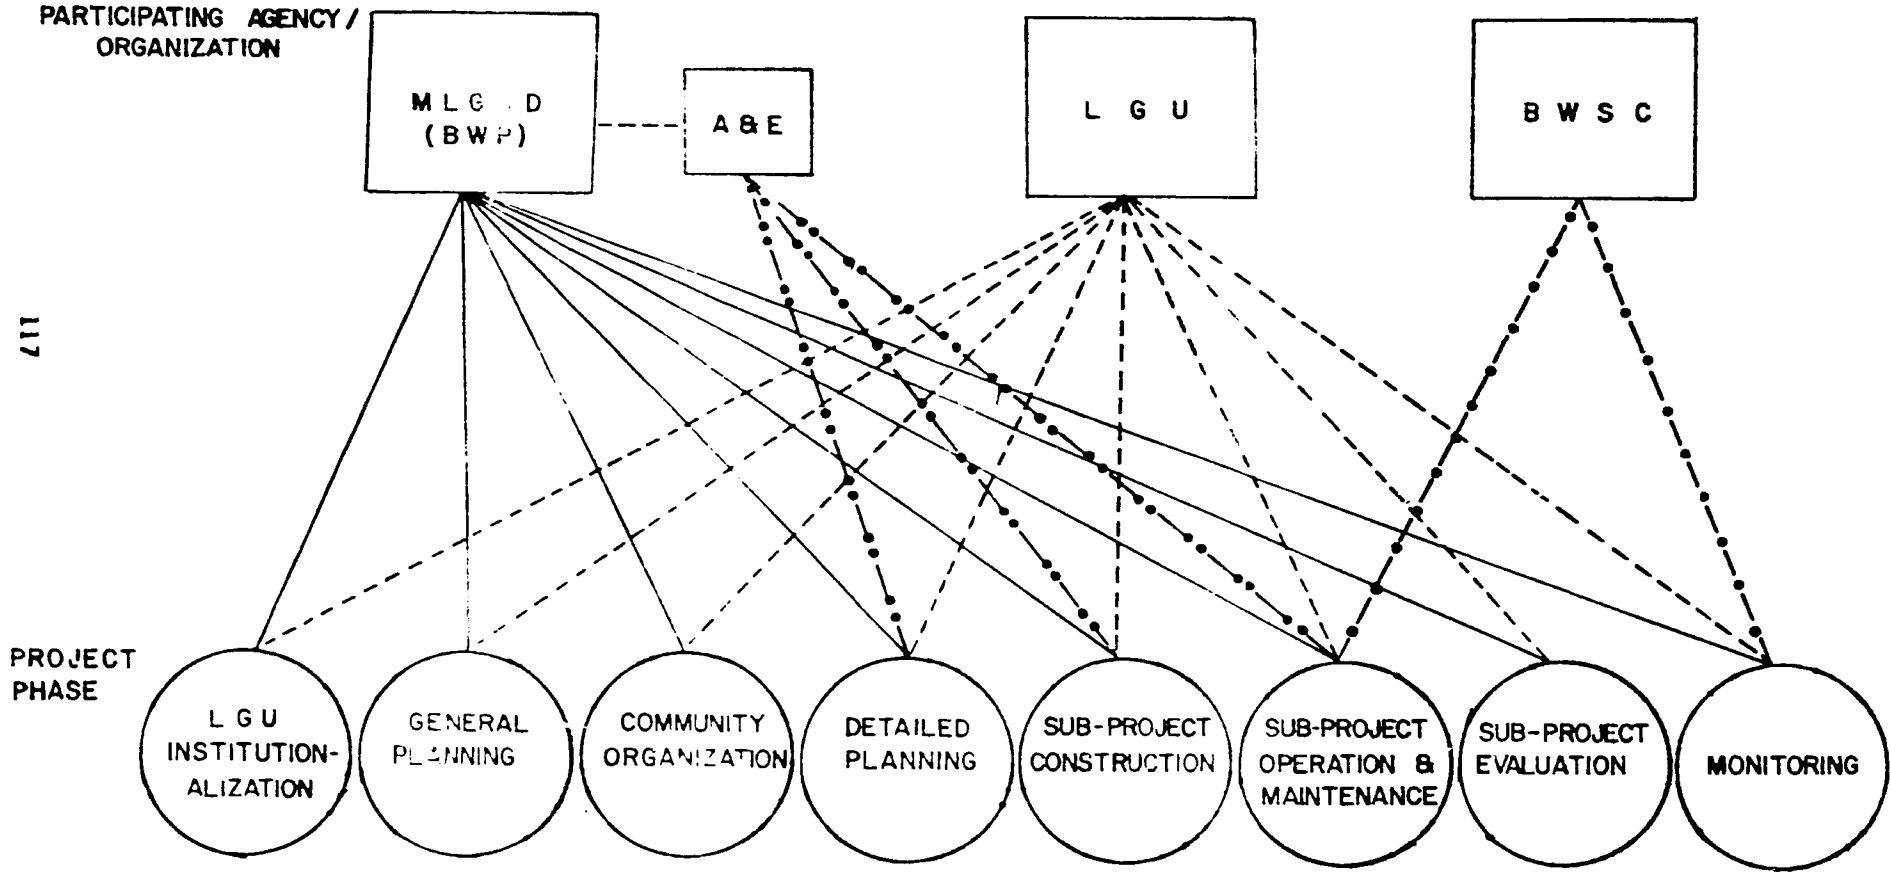 PARTICIPATING AGENCY/
ORGANIZATION
(BWP)
A & E
L G U
B W S C
117
PROJECT
PHASE
L G U
INSTITUTION-
ALIZATION
GENERAL
PLANNING
COMMUNITY
ORGANIZATION
DETAILED
PLANNING
SUB-PROJECT
CONSTRUCTION
SUB-PROJECT
OPERATION &
MAINTENANCE
SUB-PROJECT
EVALUATION
MONITORING